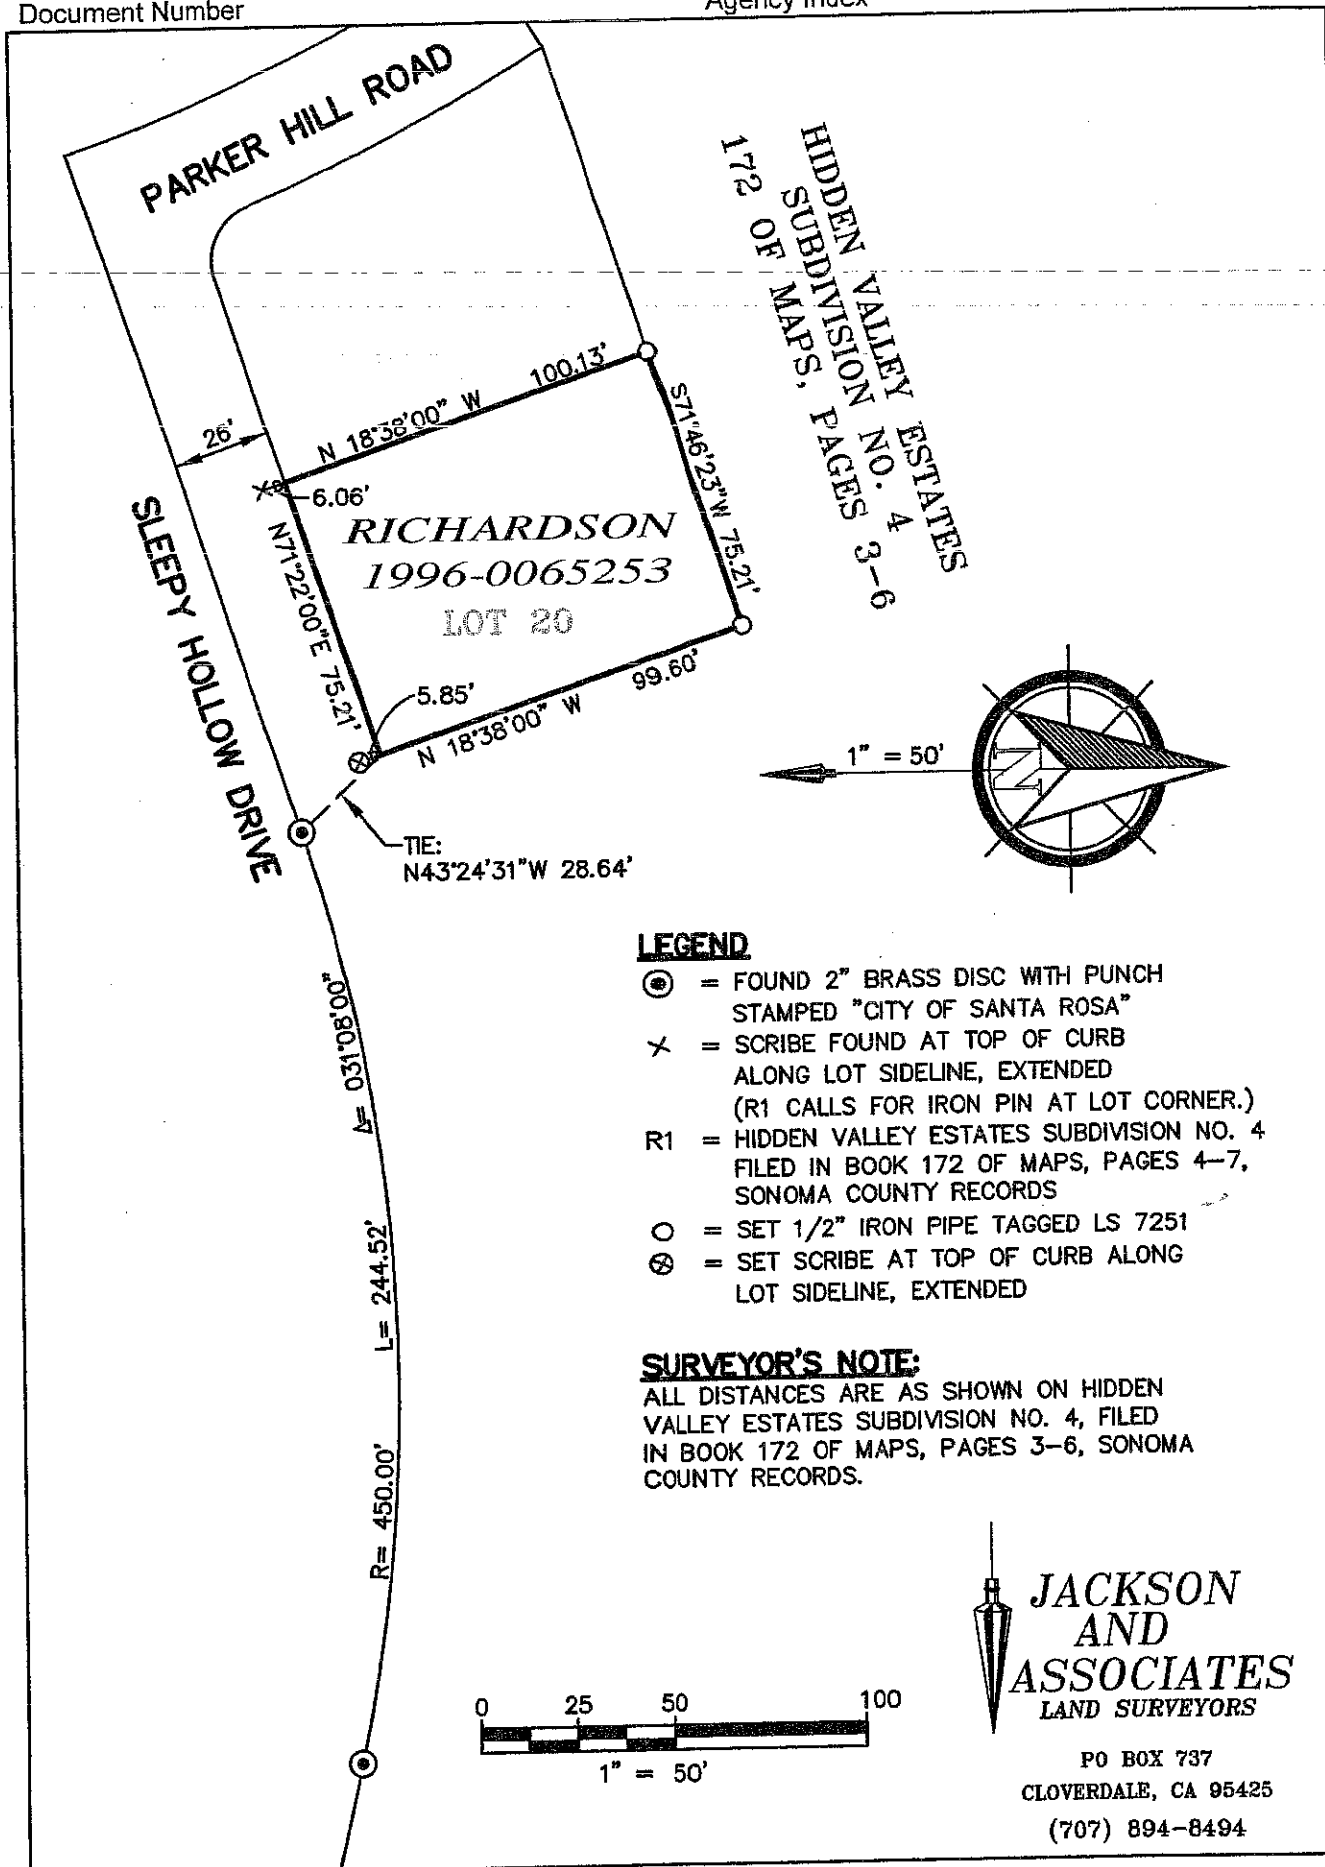 Document Number
Agency Index
PARKER HILL ROAD
HIDDEN VALLEY ESTATES
SUBDIVISION NO. 4
172 OF MAPS, PAGES 3-6
100.13'
N 18°38'00" W
26'
6.06'
S71°46'23"W 75.21'
SLEEPY HOLLOW DRIVE
RICHARDSON
1996-0065253
LOT 20
N71°22'00"E 75.21'
5.85'
99.60'
N 18°38'00" W
1" = 50'
N
TIE:
N43°24'31"W 28.64'
LEGEND
= FOUND 2" BRASS DISC WITH PUNCH
STAMPED "CITY OF SANTA ROSA"
= SCRIBE FOUND AT TOP OF CURB
ALONG LOT SIDELINE, EXTENDED
(R1 CALLS FOR IRON PIN AT LOT CORNER.)
R1 = HIDDEN VALLEY ESTATES SUBDIVISION NO. 4
FILED IN BOOK 172 OF MAPS, PAGES 4-7,
SONOMA COUNTY RECORDS
= SET 1/2" IRON PIPE TAGGED LS 7251
= SET SCRIBE AT TOP OF CURB ALONG
LOT SIDELINE, EXTENDED
Δ= 031°08'00"
L= 244.52'
R= 450.00'
SURVEYOR'S NOTE:
ALL DISTANCES ARE AS SHOWN ON HIDDEN
VALLEY ESTATES SUBDIVISION NO. 4, FILED
IN BOOK 172 OF MAPS, PAGES 3-6, SONOMA
COUNTY RECORDS.
0 25 50 100
1" = 50'
JACKSON
AND
ASSOCIATES
LAND SURVEYORS
PO BOX 737
CLOVERDALE, CA 95425
(707) 894-8494